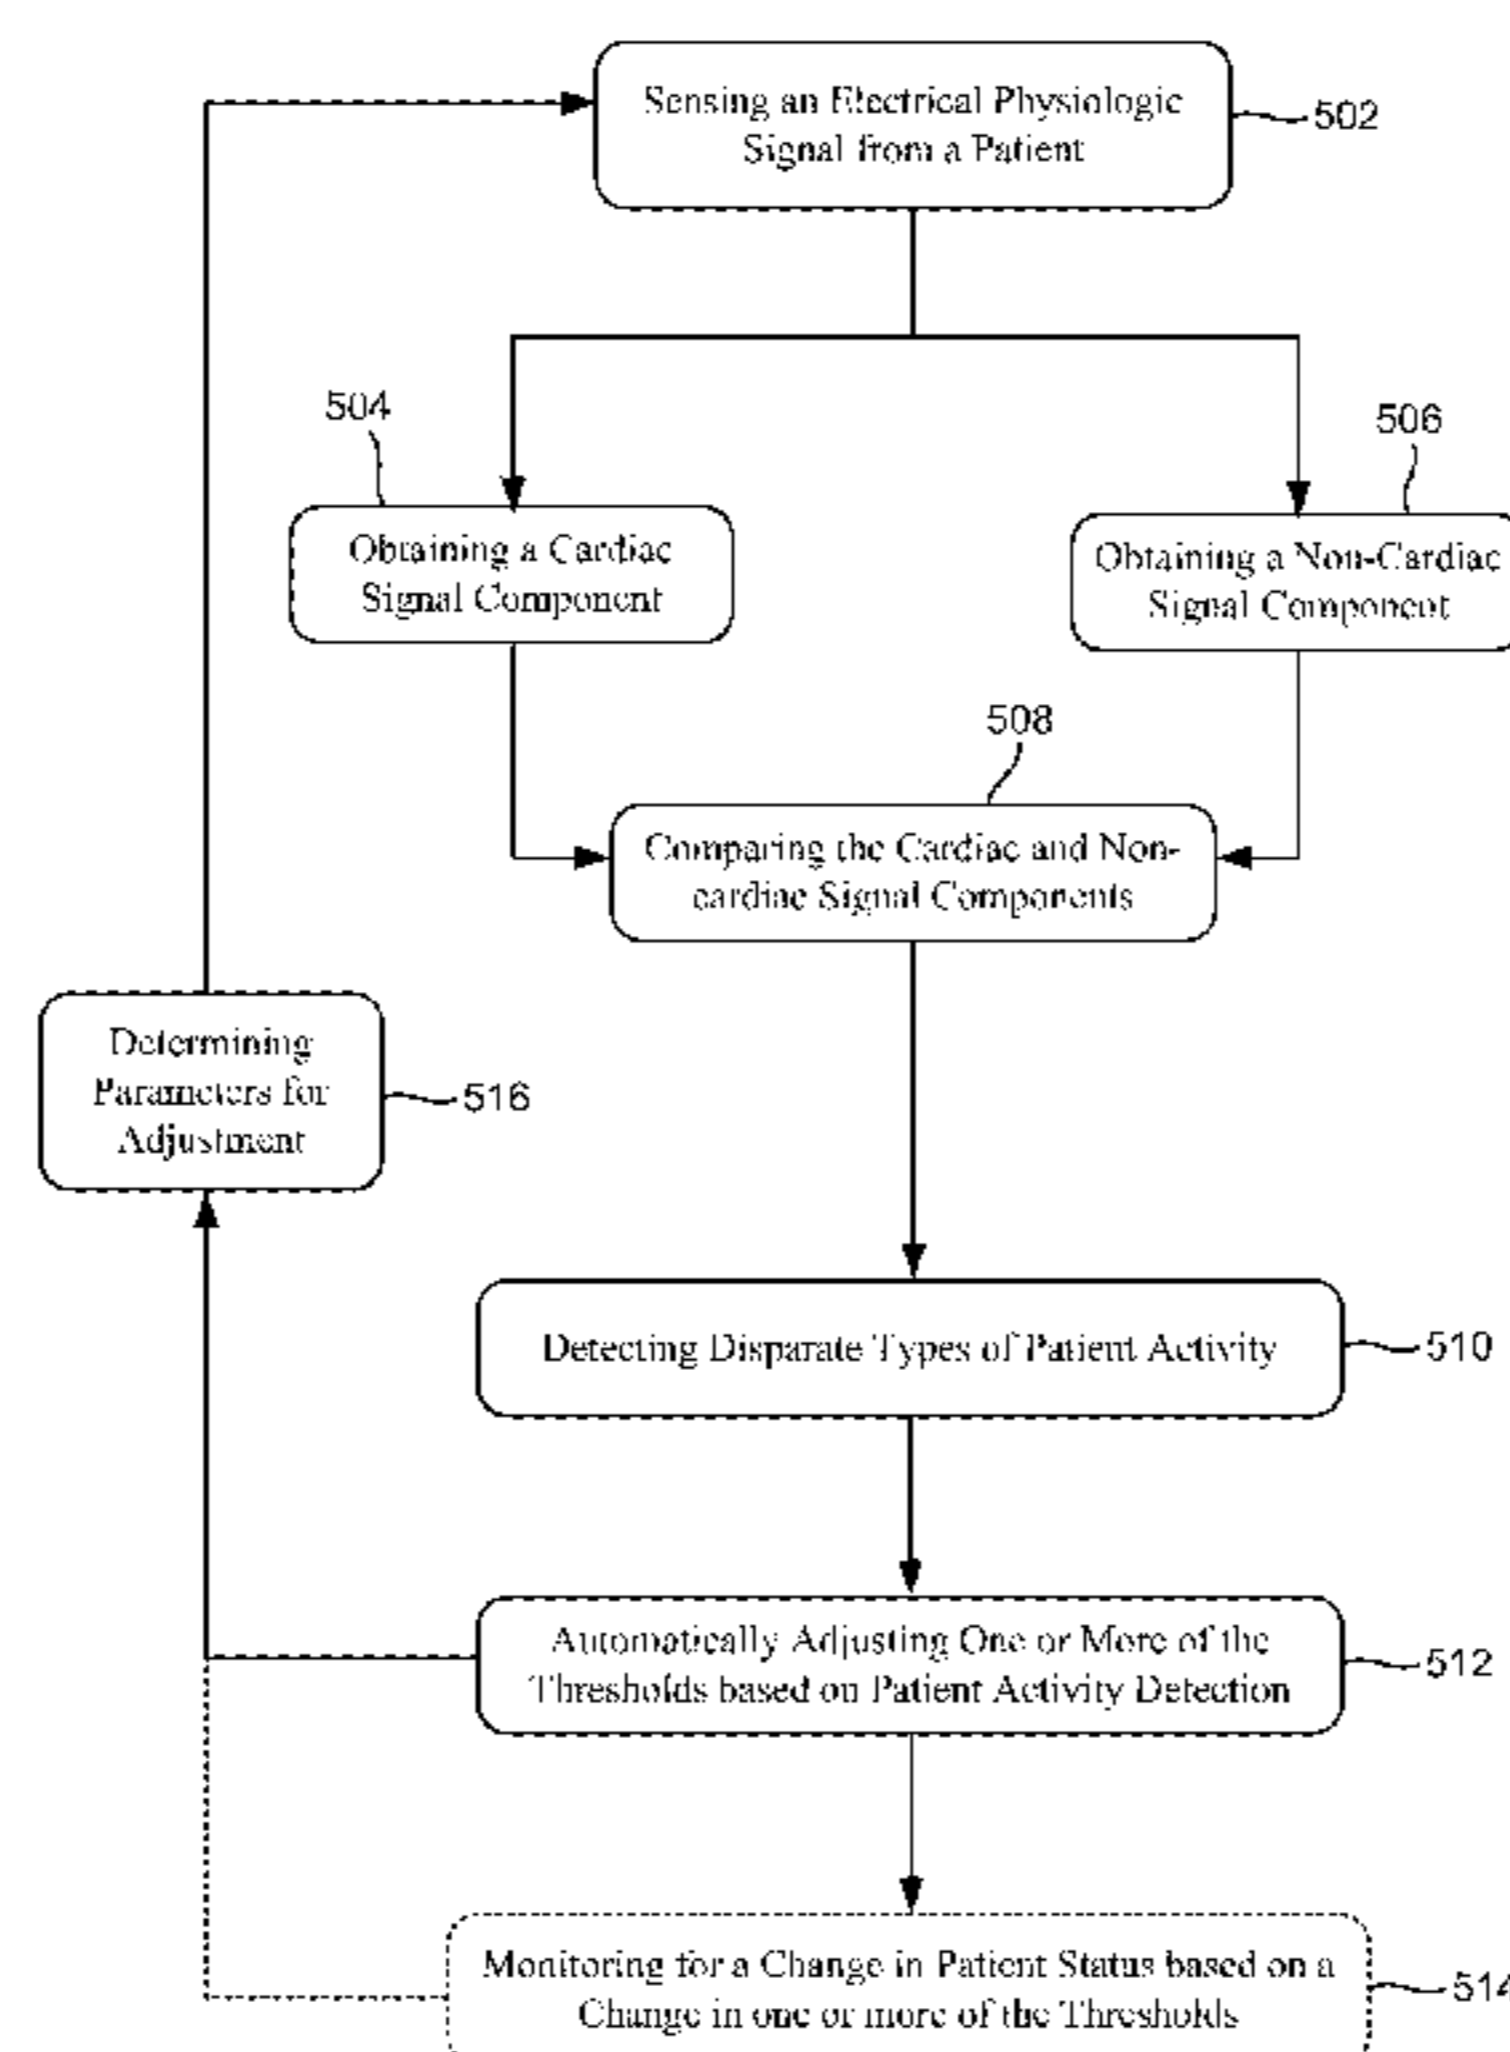 Sensing an Electrical Physiologic
Signal from a Patient
502
504
506
Obtaining a Cardiac
Signal Component
Obtaining a Non-Cardiac
Signal Component
508
Comparing the Cardiac and Non-
cardiac Signal Components
Determining
Parameters for
Adjustment
516
Detecting Disparate Types of Patient Activity
510
Automatically Adjusting One or More of the
Thresholds based on Patient Activity Detection
512
Monitoring for a Change in Patient Status based on a
Change in one or more of the Thresholds
514